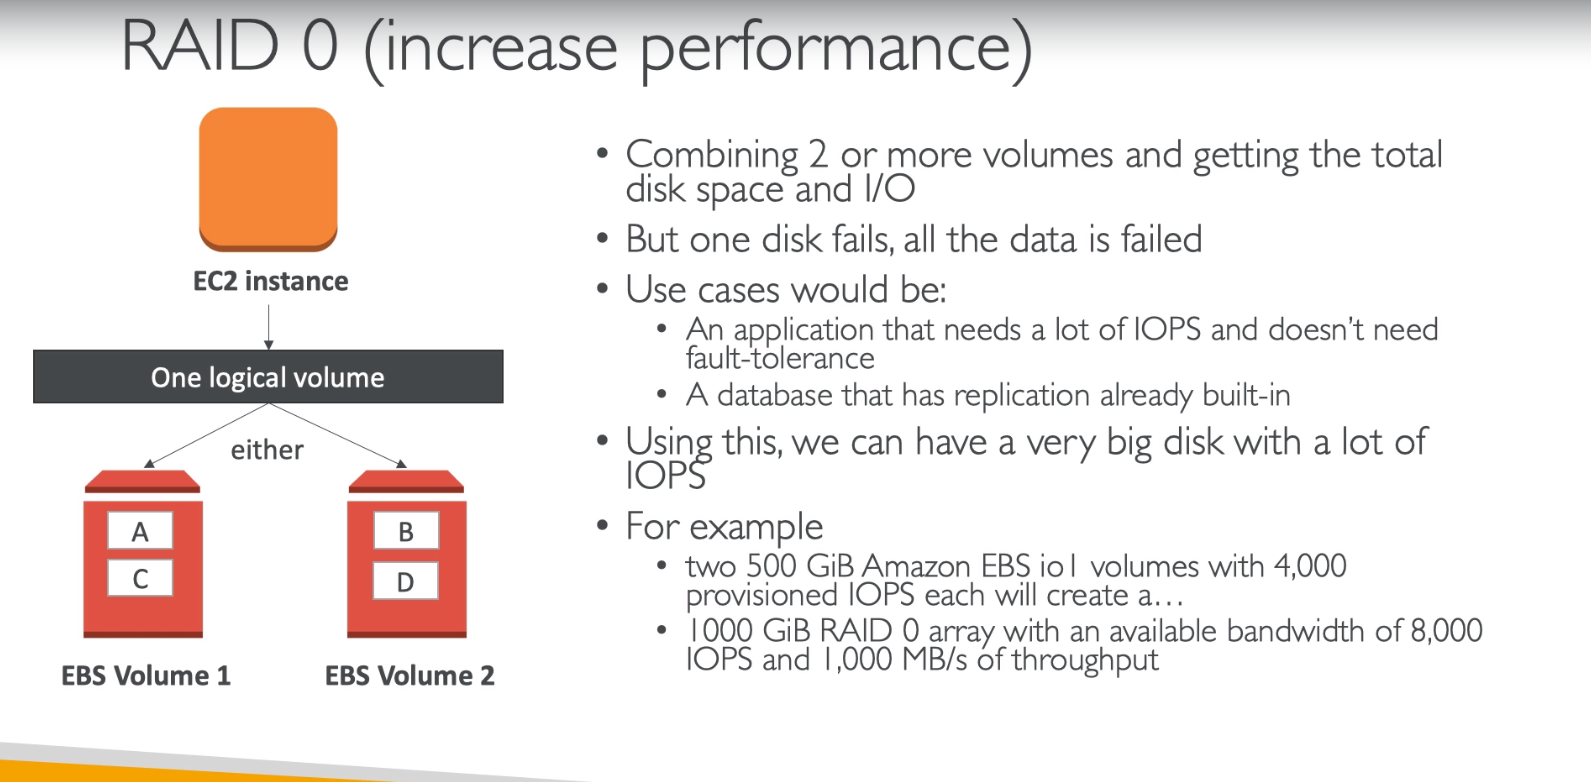 RAID 0 (increase performance)
EC2 instance
One logical volume
either
A
B
C
D
EBS Volume 1
EBS Volume 2
• Combining 2 or more volumes and getting the total
disk space and I/O
• But one disk fails, all the data is failed
• Use cases would be:
• An application that needs a lot of IOPS and doesn't need
fault-tolerance
• A database that has replication already built-in
• Using this, we can have a very big disk with a lot of
IOPS
• For example
• two 500 GiB Amazon EBS io1 volumes with 4,000
provisioned IOPS each will create a…
• 1000 GiB RAID 0 array with an available bandwidth of 8,000
IOPS and 1,000 MB/s of throughput